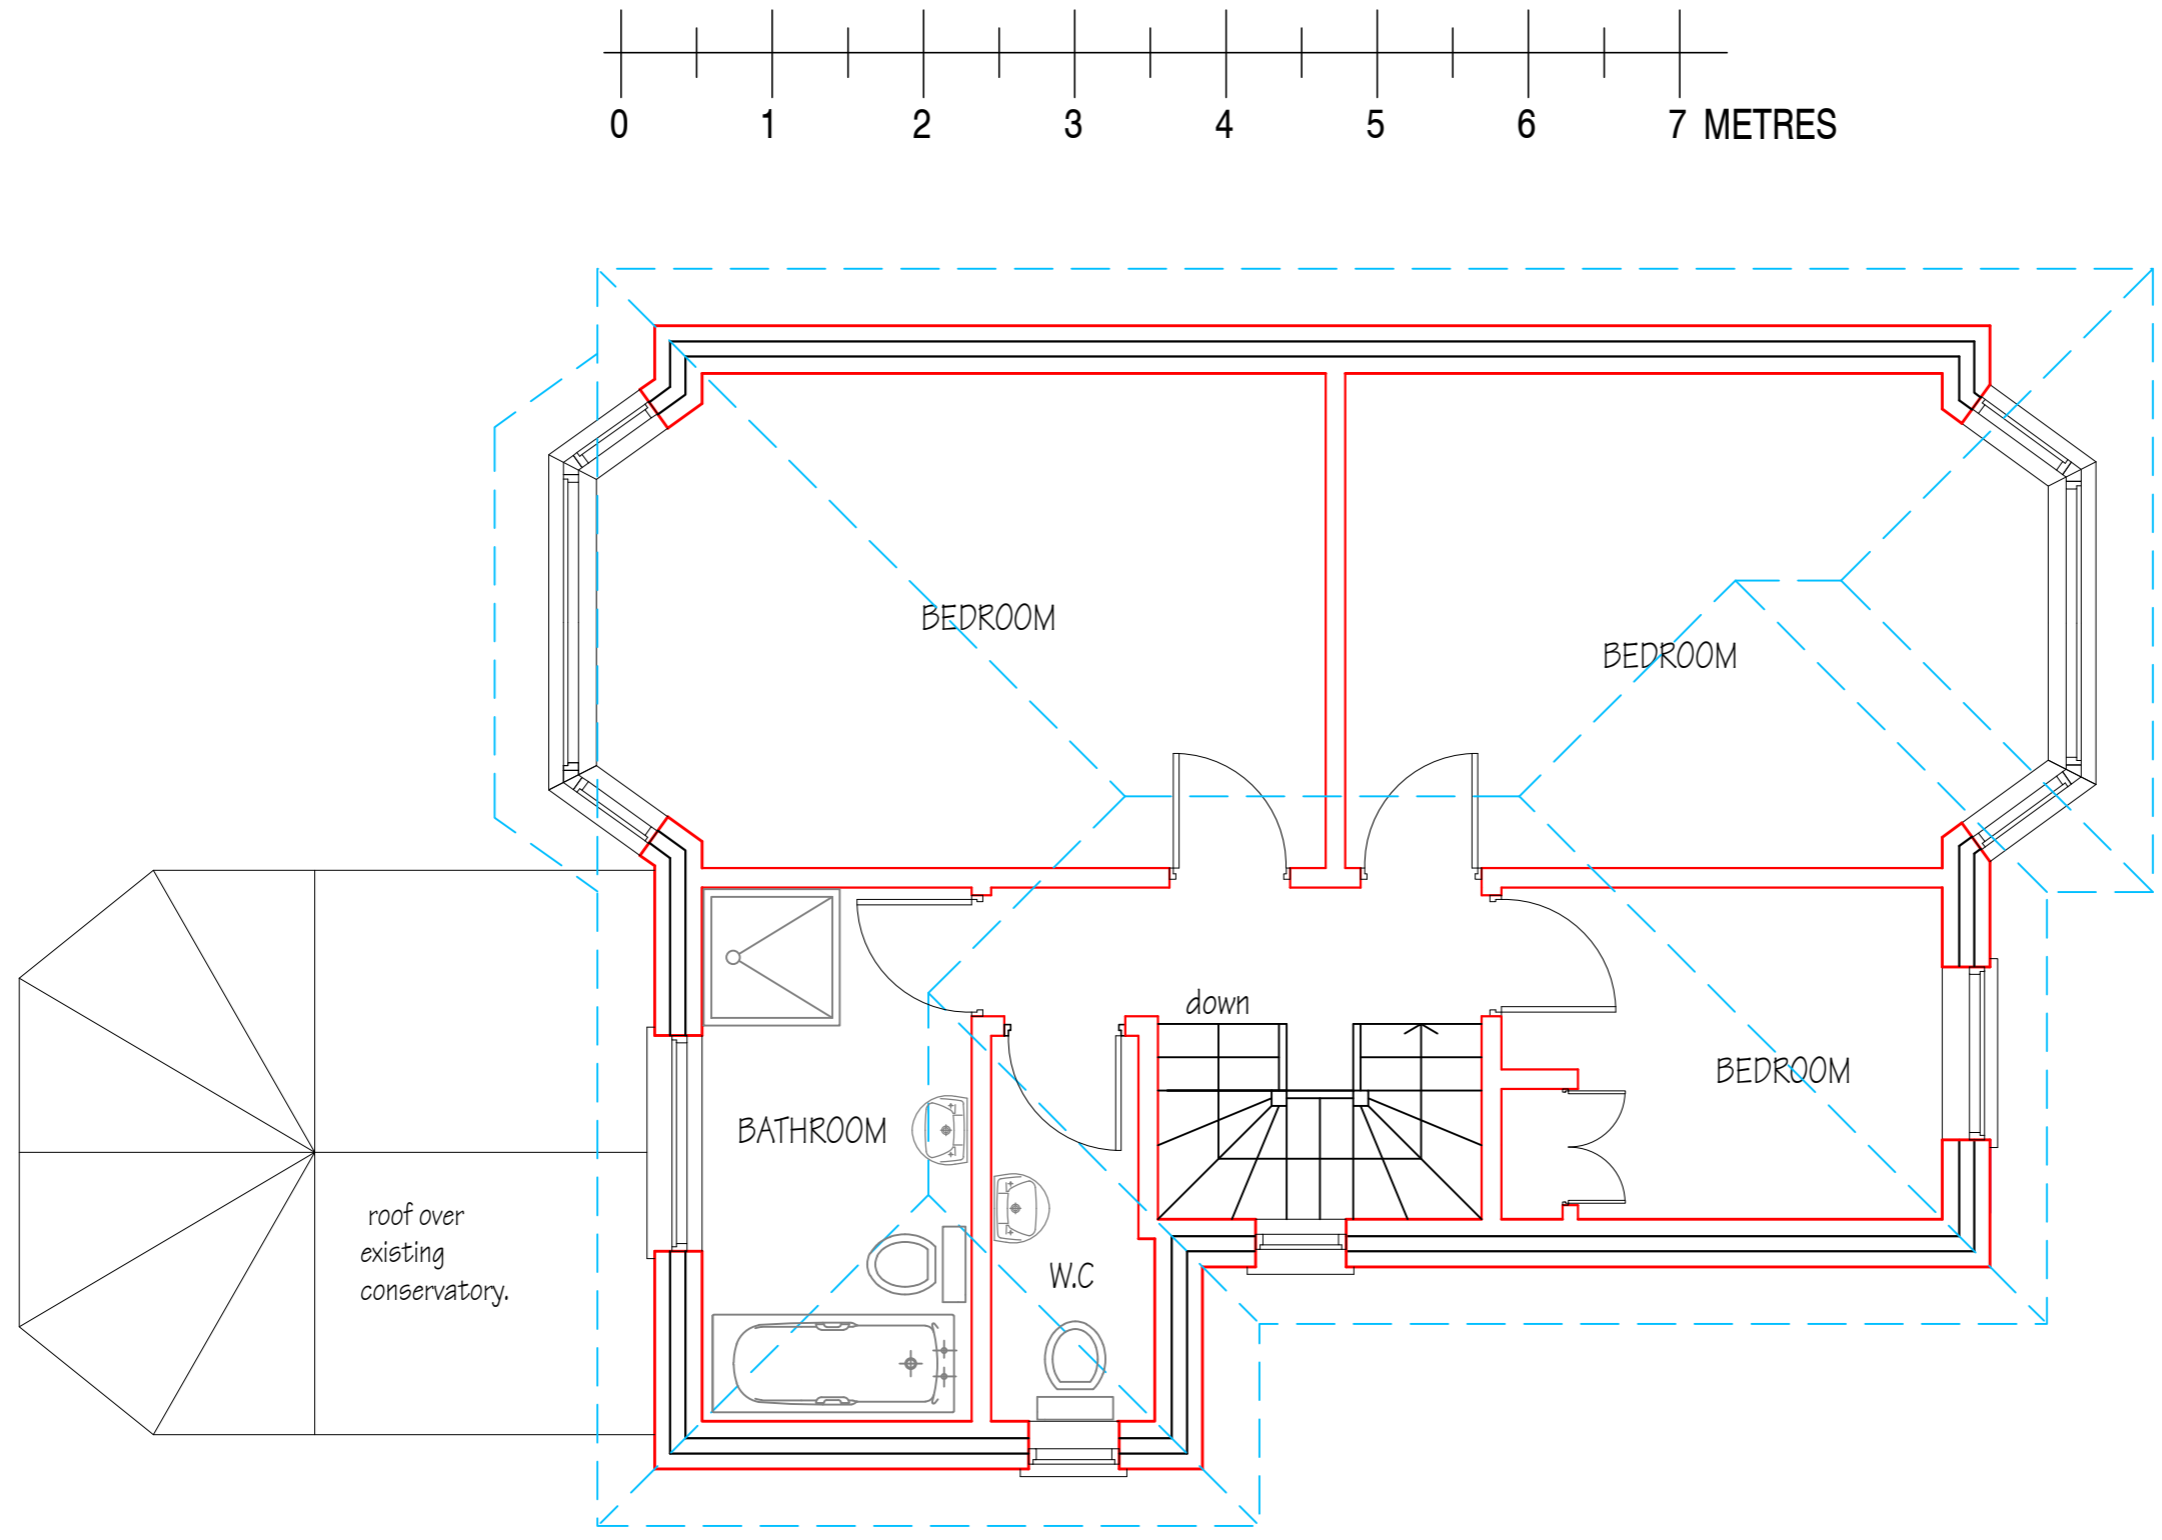 0 1 2 3 4 5 6 7 METRES
BEDROOM
BEDROOM
down
BEDROOM
BATHROOM
roof over
existing
conservatory.
W.C